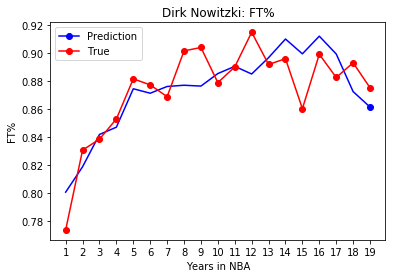 Dirk Nowitzki: FT%
Prediction
True
FT%
0.92
0.90
0.88
0.86
0.84
0.82
0.80
0.78
1 2 3 4 5 6 7 8 9 10 11 12 13 14 15 16 17 18 19
Years in NBA